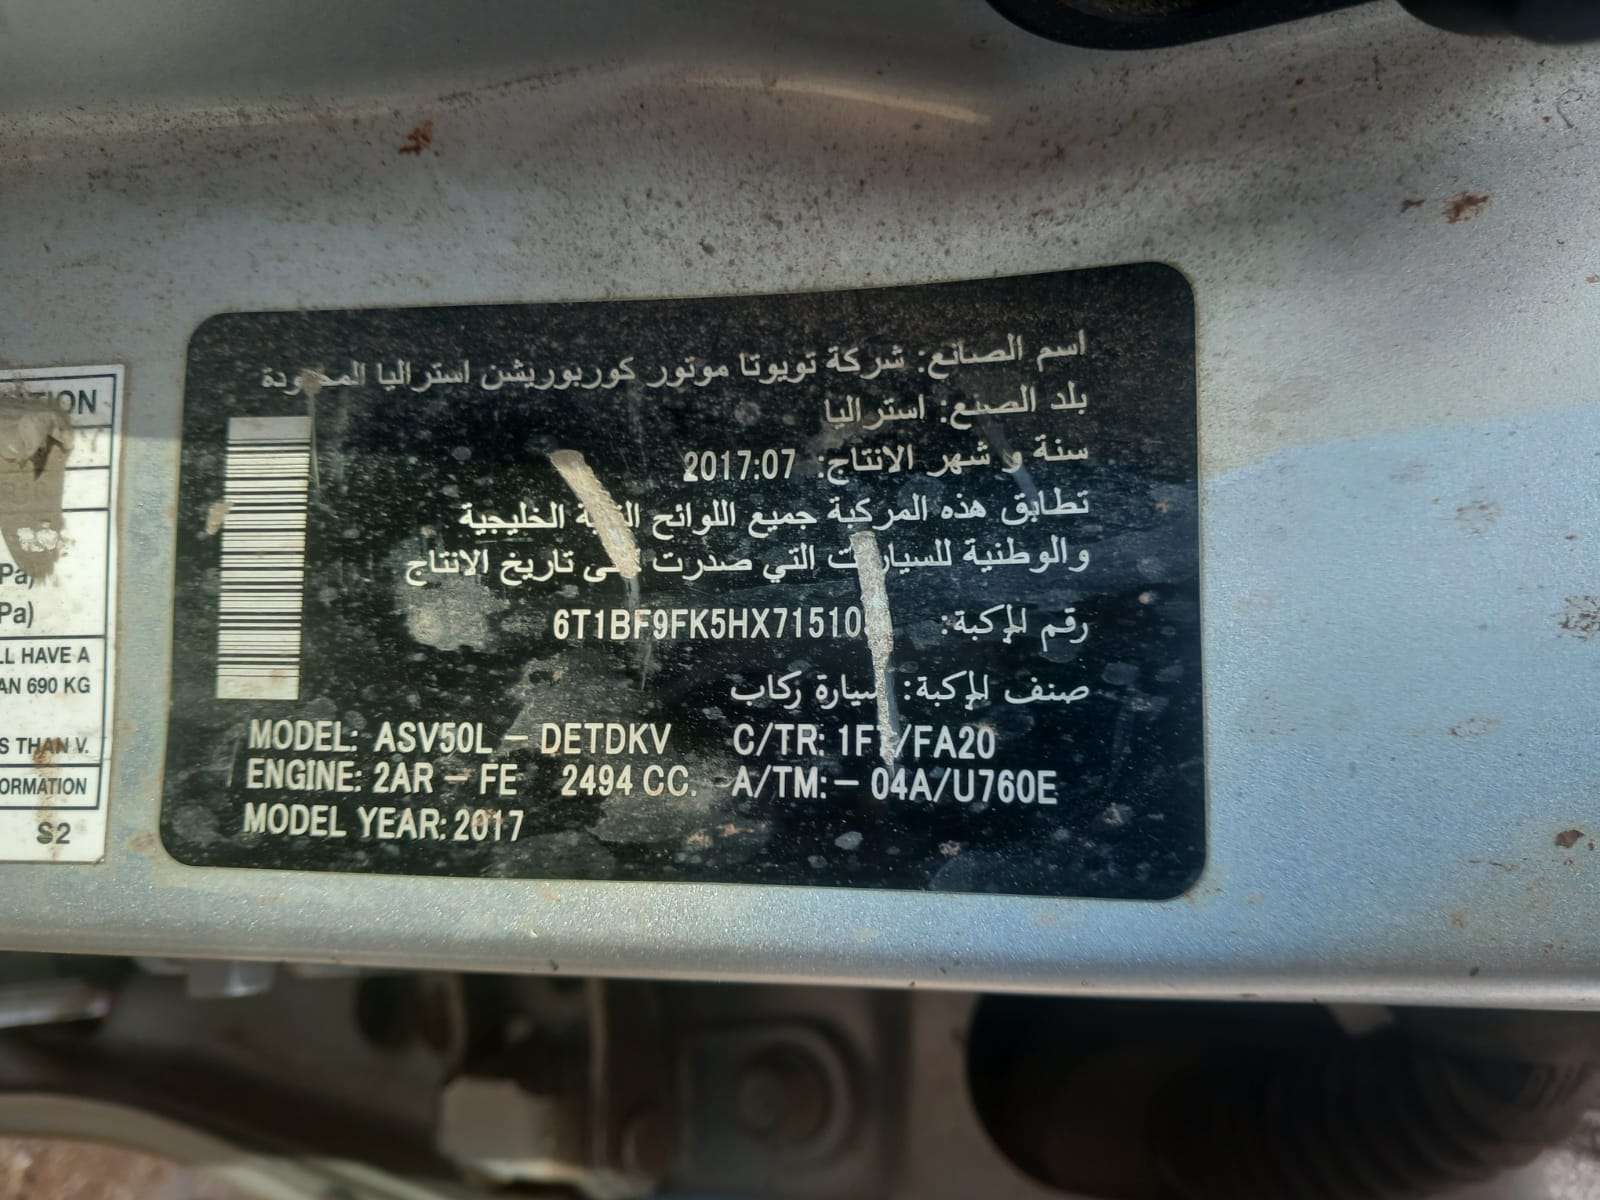 TION
Pa)
Pa)
LL HAVE A
AN 690 KG
S THAN V.
ORMATION
S2
اسم الصانع: شركة تويوتا موتور كوربوريشن استراليا المحدودة
بلد الصنع: استراليا
سنة و شهر الانتاج: 2017:07
تطابق هذه المركبة جميع اللوائح الخليجية
والوطنية للسيارات التي صدرت تاريخ الانتاج
رقم المركبة: 6T1BF9FK5HX71510
صنف المركبة: سيارة ركاب
MODEL: ASV50L - DETDKV C/TR: /FA20
ENGINE: 2AR - FE 2494 CC. A/TM: - 04A/U760E
MODEL YEAR: 2017